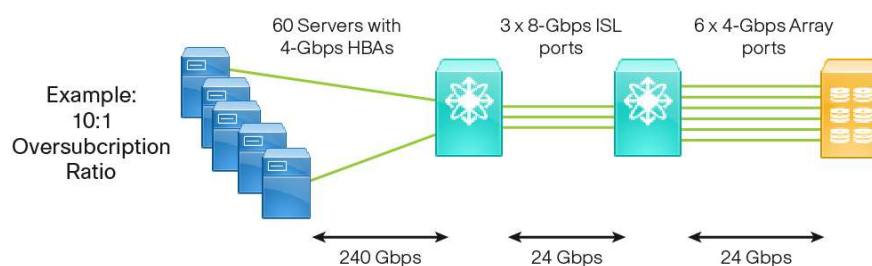 60 Servers with
4-Gbps HBAs
3 x 8-Gbps ISL
ports
6 x 4-Gbps Array
ports
Example:
10:1
Oversubcription
Ratio
240 Gbps
24 Gbps
24 Gbps